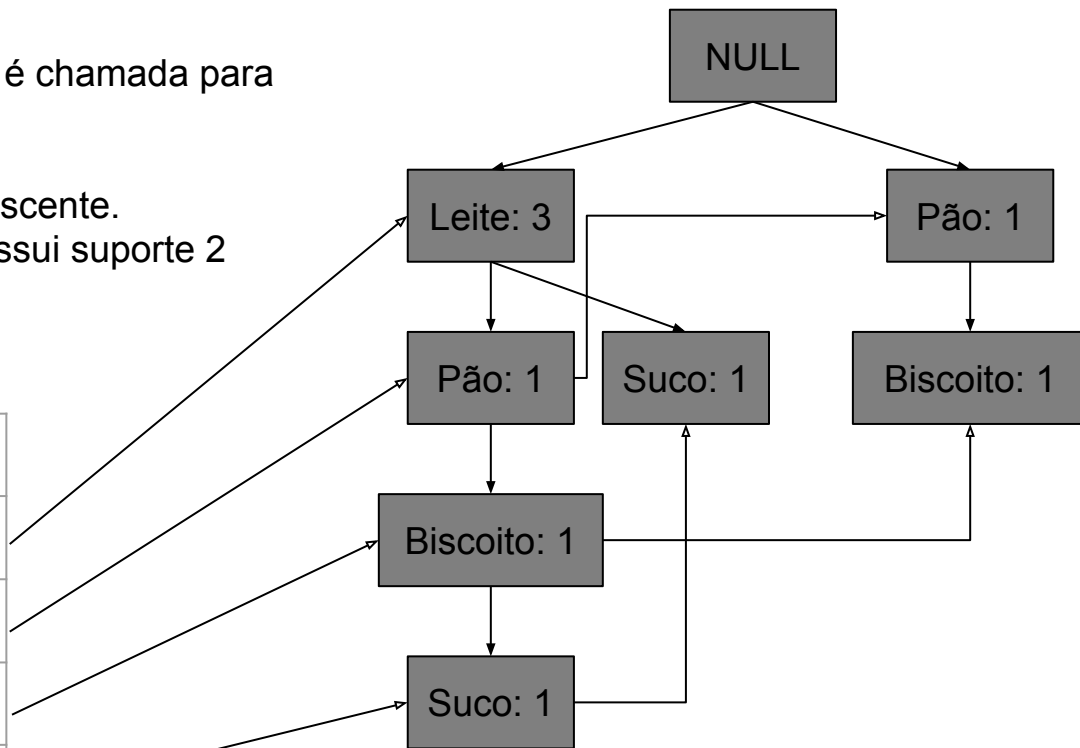 é chamada para
scente.
ssui suporte 2
NULL
Leite: 3
Pão: 1
Pão: 1
Suco: 1
Biscoito: 1
Biscoito: 1
Suco: 1